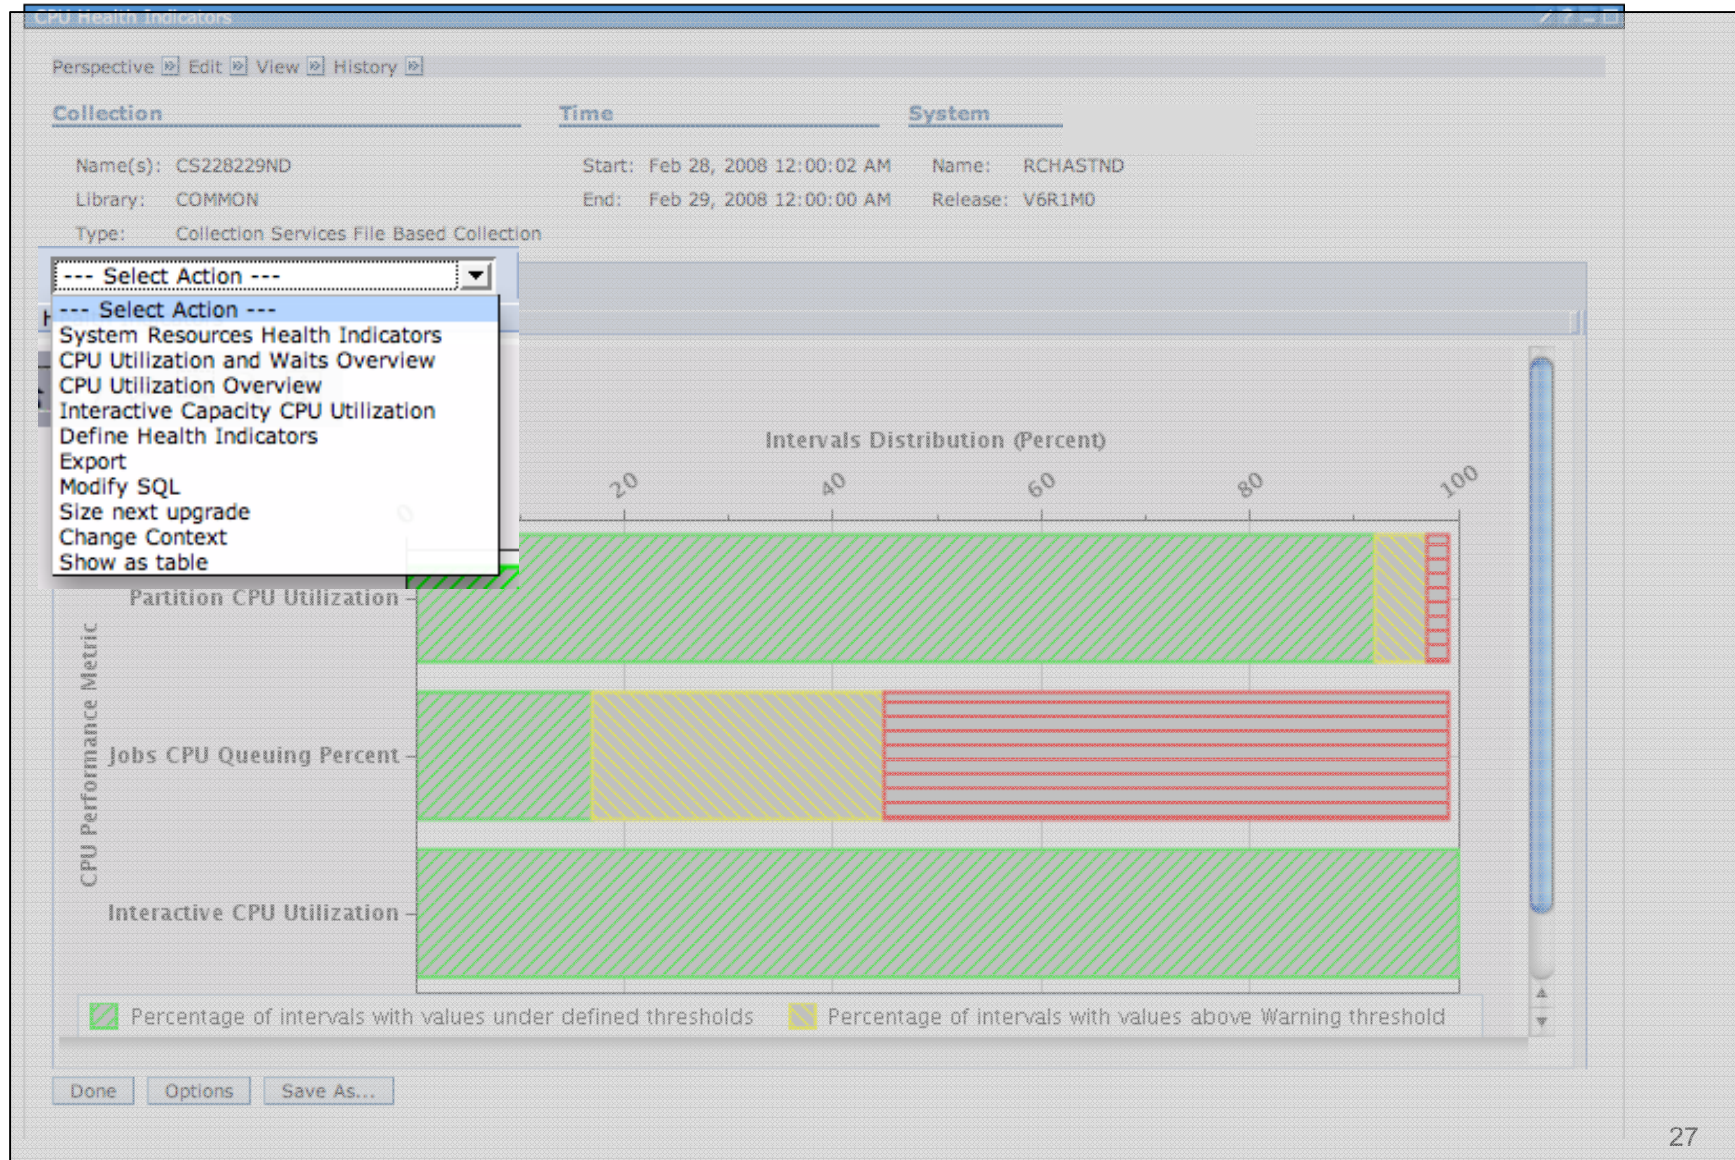 CPU Health Indicators
Perspective Edit View History
Collection Time System
Name(s): CS228229ND Start: Feb 28, 2008 12:00:02 AM Name: RCHASTND
Library: COMMON End: Feb 29, 2008 12:00:00 AM Release: V6R1M0
Type: Collection Services File Based Collection
--- Select Action ---
--- Select Action ---
System Resources Health Indicators
CPU Utilization and Waits Overview
CPU Utilization Overview
Interactive Capacity CPU Utilization
Define Health Indicators
Export
Modify SQL
Size next upgrade
Change Context
Show as table
Intervals Distribution (Percent)
0 20 40 60 80 100
CPU Performance Metric
Partition CPU Utilization
Jobs CPU Queuing Percent
Interactive CPU Utilization
Percentage of intervals with values under defined thresholds Percentage of intervals with values above Warning threshold
Done Options Save As...
27